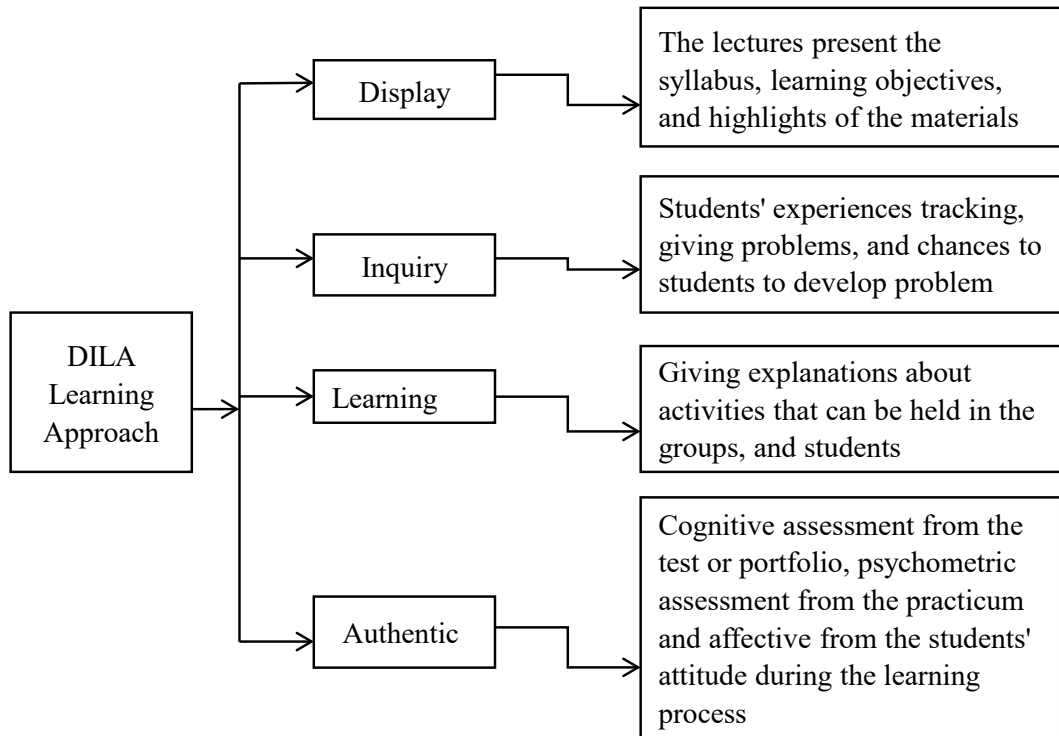 DILA
Learning
Approach
Display
The lectures present the
syllabus, learning objectives,
and highlights of the materials
Inquiry
Students' experiences tracking,
giving problems, and chances to
students to develop problem
Learning
Giving explanations about
activities that can be held in the
groups, and students
Authentic
Cognitive assessment from the
test or portfolio, psychometric
assessment from the practicum
and affective from the students'
attitude during the learning
process